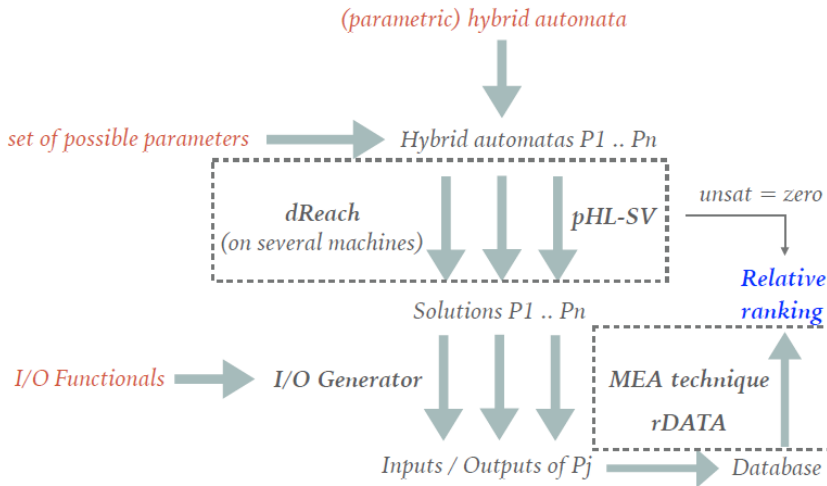 (parametric) hybrid automata
set of possible parameters
Hybrid automatas P1 .. Pn
dReach
(on several machines)
pHL-SV
unsat = zero
Relative
ranking
Solutions P1 .. Pn
I/O Functionals
I/O Generator
MEA technique
rDATA
Inputs / Outputs of Pj
Database